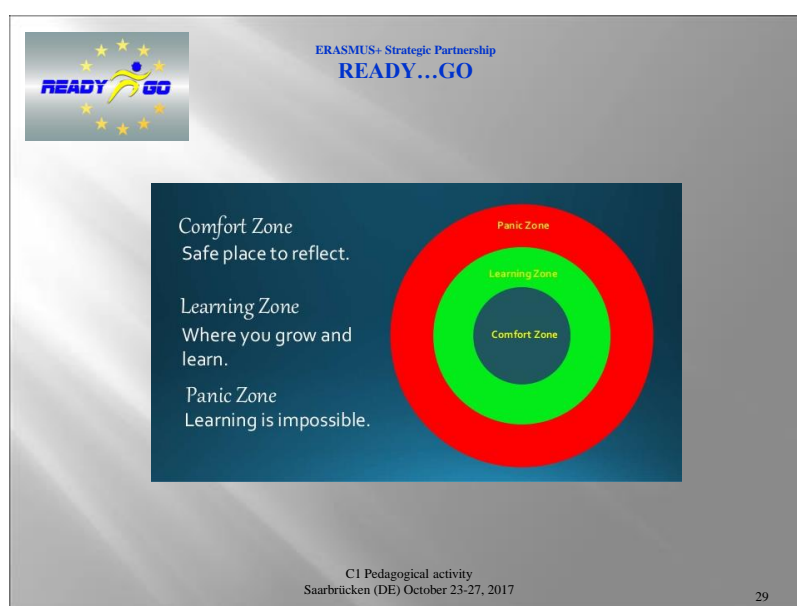 READY GO
ERASMUS+ Strategic Partnership
READY…GO
Comfort Zone
Safe place to reflect.
Learning Zone
Where you grow and
learn.
Panic Zone
Learning is impossible.
Panic Zone
Learning Zone
Comfort Zone
C1 Pedagogical activity
Saarbrücken (DE) October 23-27, 2017
29